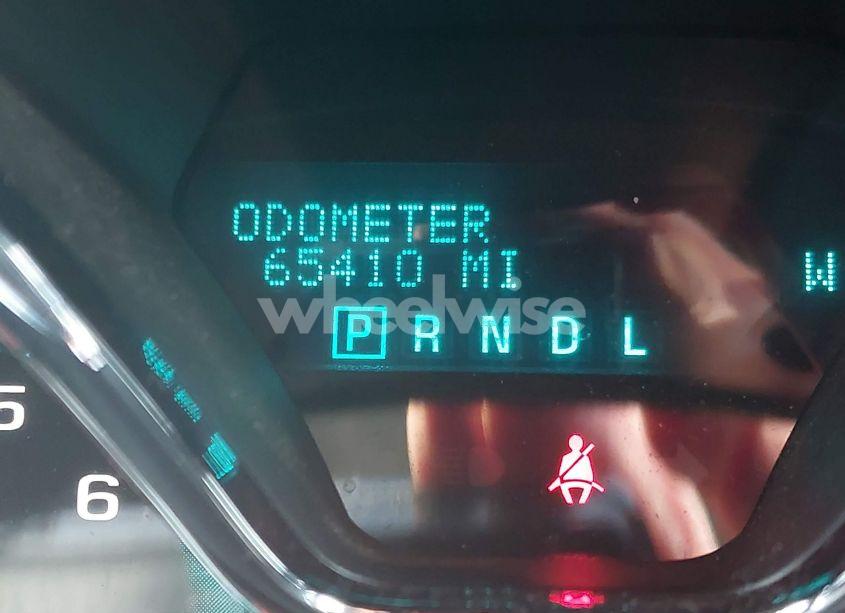 ODOMETER
65410 MI
W
wheelwise
P R N D L
5
6